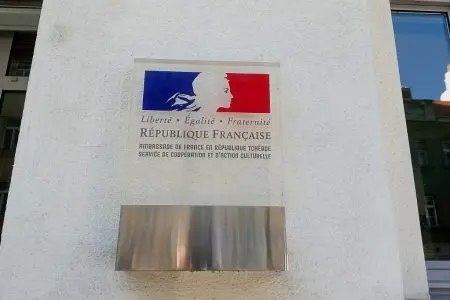 Liberté • Égalité • Fraternité
RÉPUBLIQUE FRANÇAISE
AMBASSADE DE FRANCE EN RÉPUBLIQUE TCHÈQUE
SERVICE DE COOPÉRATION ET D'ACTION CULTURELLE